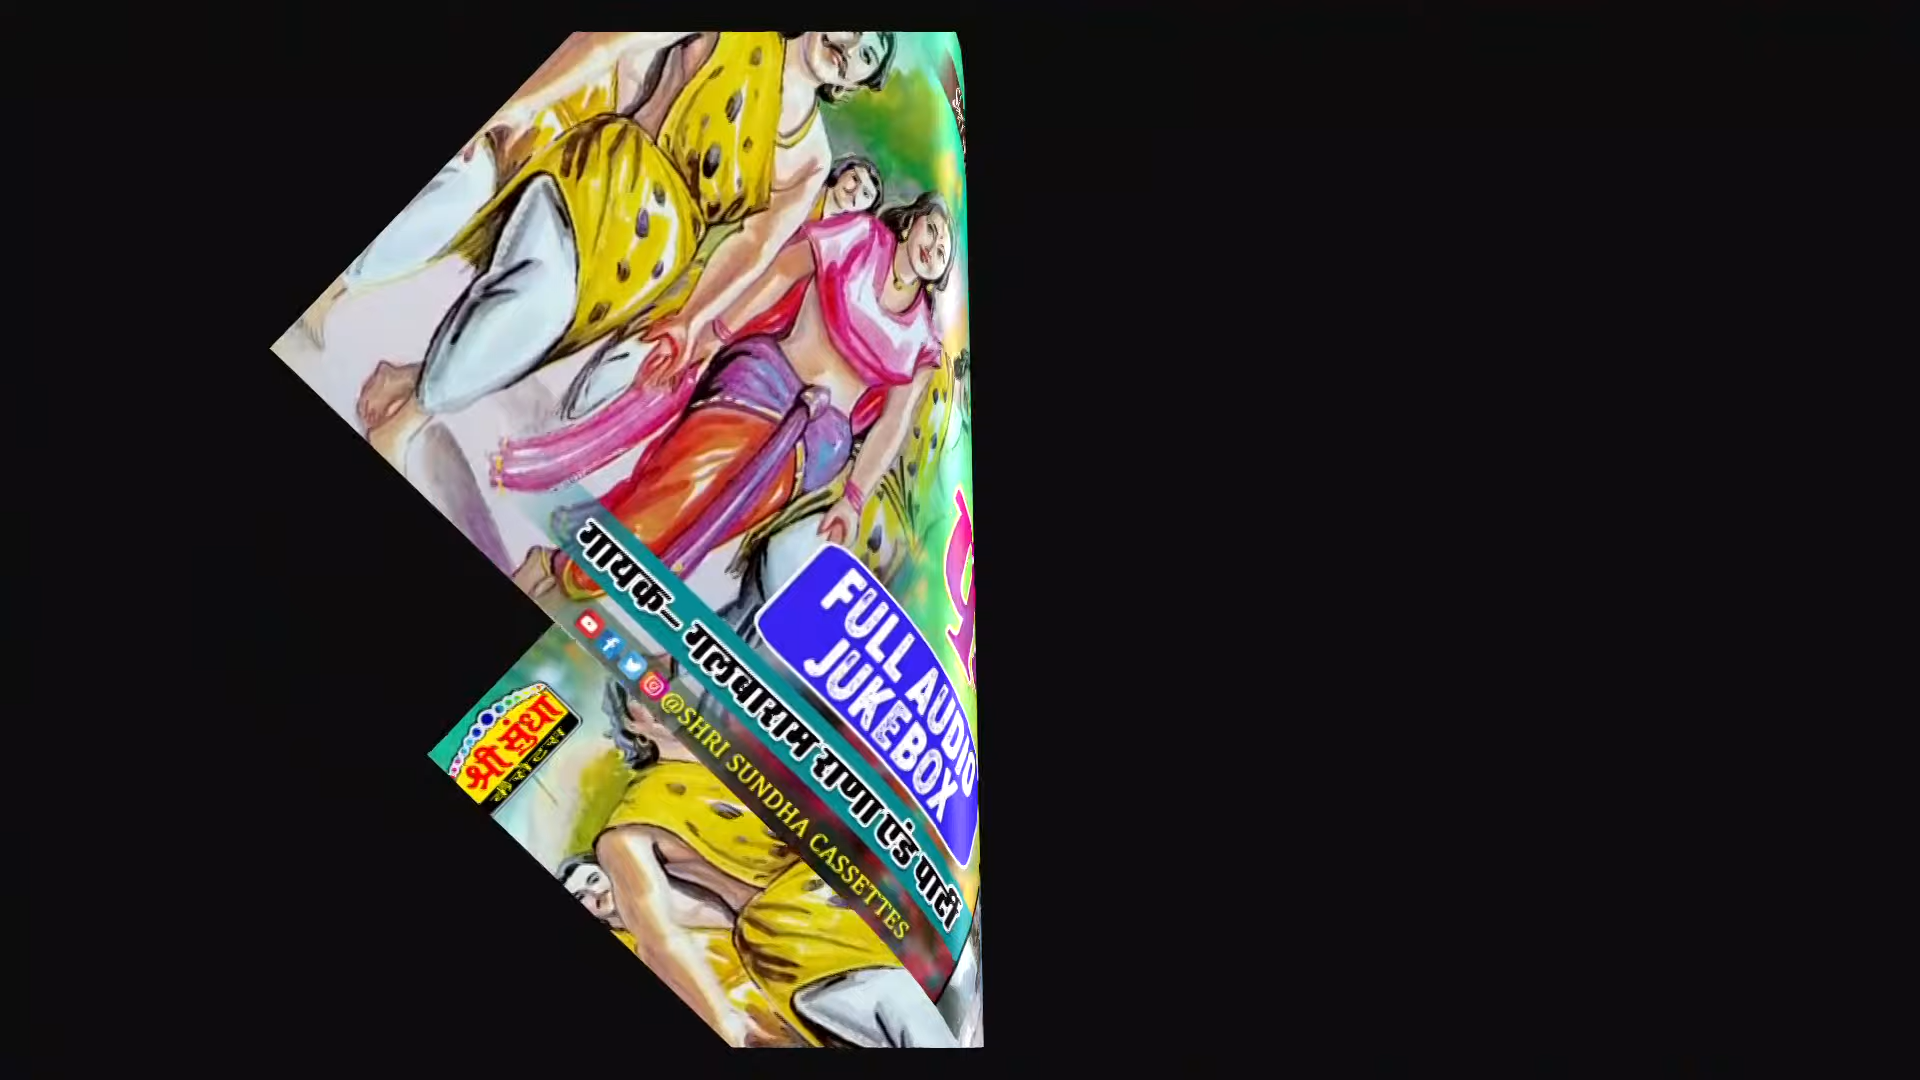 FULL AUDIO
JUKEBOX
गायक– गलबाराम राणा एंड पार्टी
@SHRI SUNDHA CASSETTES
श्री सुंधा
कैसेट्स